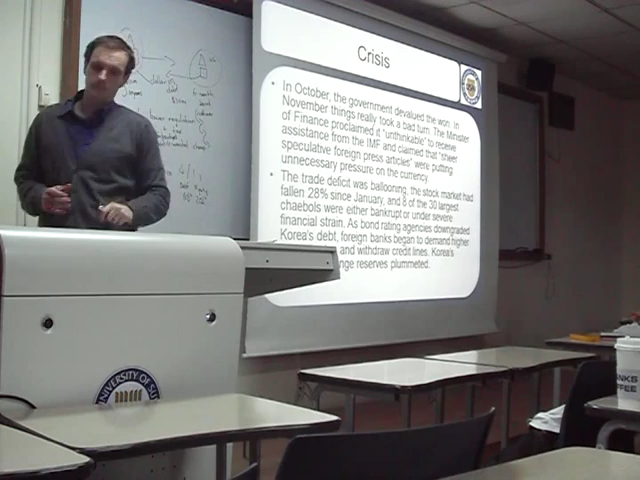 Crisis
• In October, the government devalued the won. In
November things really took a bad turn. The Minister
of Finance proclaimed it "unthinkable" to receive
assistance from the IMF and claimed that "sheer
speculative foreign press articles" were putting
unnecessary pressure on the currency
• The trade deficit was ballooning, the stock market had
fallen 28% since January, and 8 of the 30 largest
chaebols were either bankrupt or under severe
financial strain. As bond rating agencies downgraded
Korea's debt, foreign banks began to demand higher
and withdraw credit lines. Korea's
nge reserves plummeted.
UNIVERSITY OF SU
ANKS
FFEE